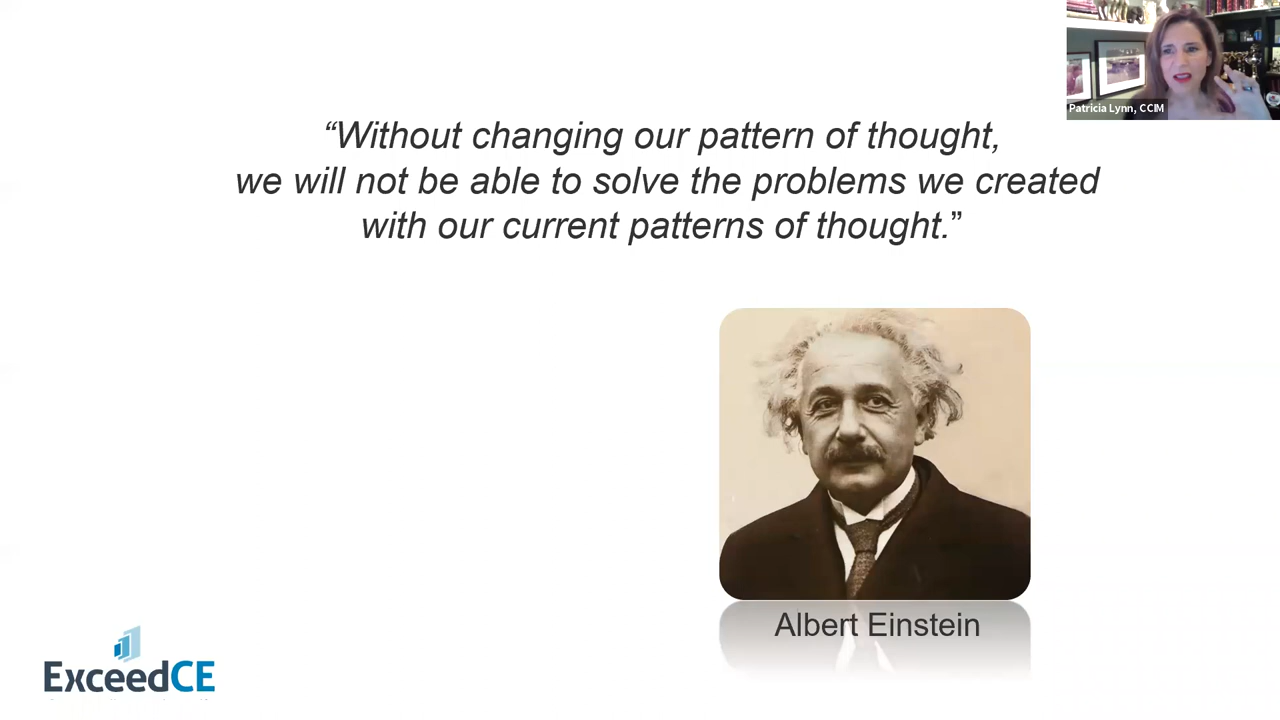 Patricia Lynn, CCIM
“Without changing our pattern of thought,
we will not be able to solve the problems we created
with our current patterns of thought.”
Albert Einstein
ExceedCE